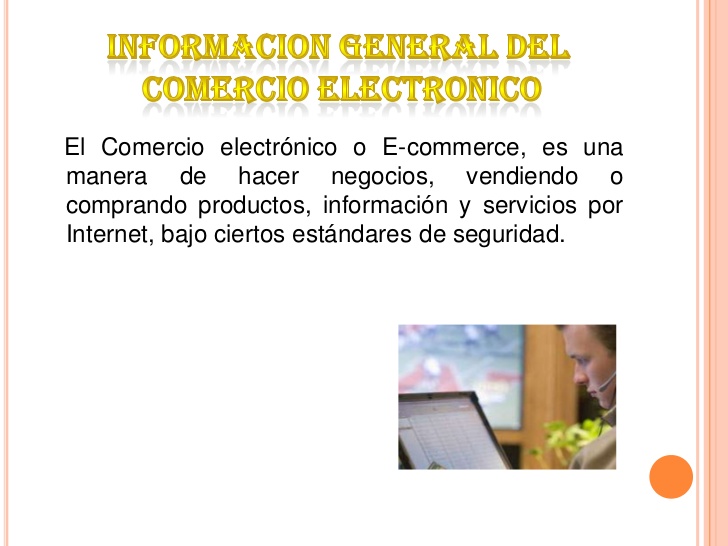 INFORMACION GENERAL DEL
COMERCIO ELECTRONICO
El Comercio electrónico o E-commerce, es una
manera de hacer negocios, vendiendo o
comprando productos, información y servicios por
Internet, bajo ciertos estándares de seguridad.